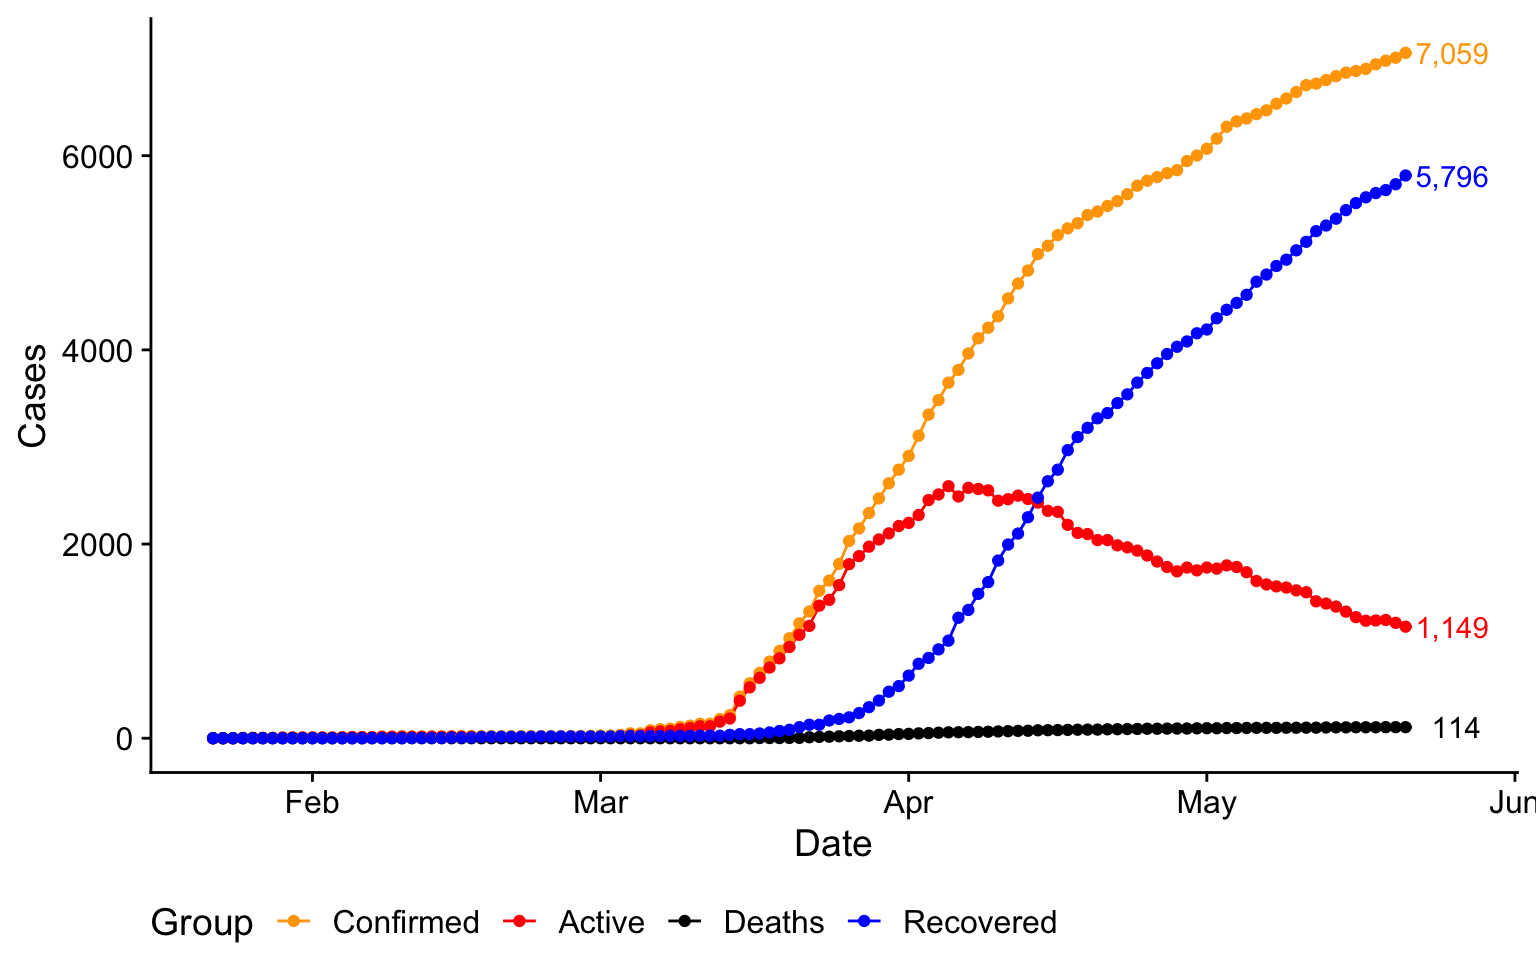 7,059
6000
5,796
4000
Cases
2000
1,149
114
0
Feb Mar Apr May Jun
Date
Group Confirmed Active Deaths Recovered